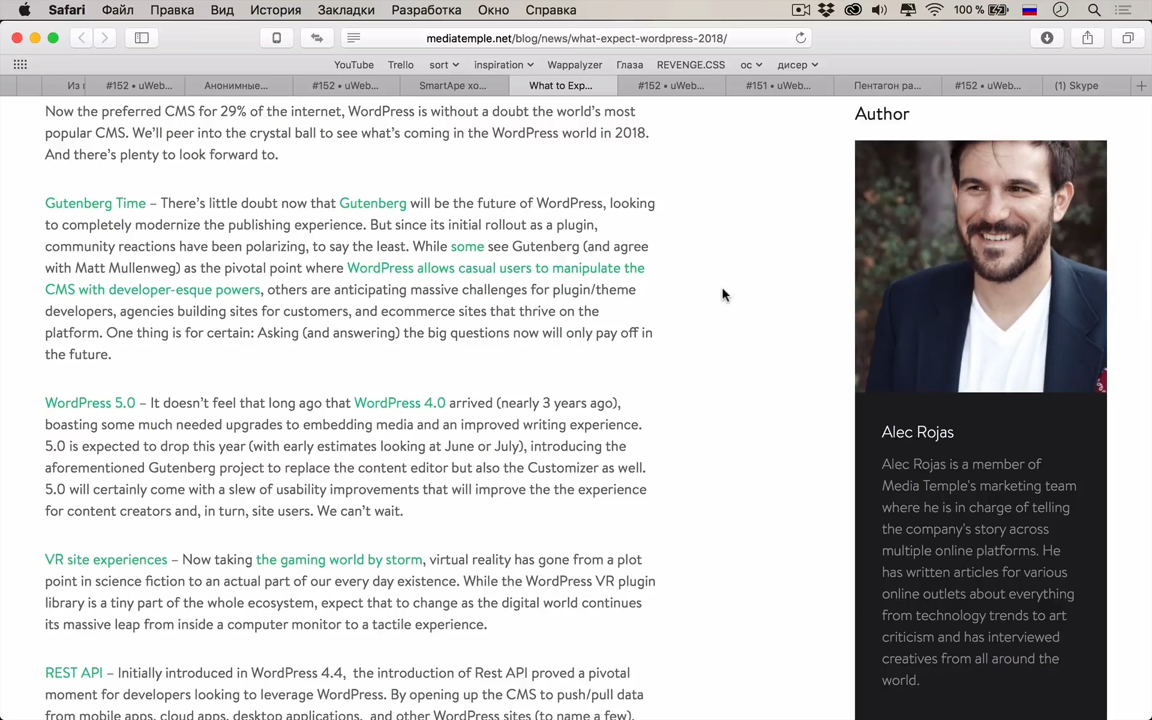 Safari Файл Правка Вид История Закладки Разработка Окно Справка 100 %
mediatemple.net/blog/news/what-expect-wordpress-2018/
YouTube Trello sort inspiration Wappalyzer Глаза REVENGE.CSS ос дисер
Из і #152 • uWeb... Анонимные... #152 • uWeb... SmartApe хо... What to Exp... #152 • uWeb... #151 • uWeb... Пентагон ра... #152 • uWeb... (1) Skype
Now the preferred CMS for 29% of the internet, WordPress is without a doubt the world's most
popular CMS. We'll peer into the crystal ball to see what's coming in the WordPress world in 2018.
And there's plenty to look forward to.
Gutenberg Time – There's little doubt now that Gutenberg will be the future of WordPress, looking
to completely modernize the publishing experience. But since its initial rollout as a plugin,
community reactions have been polarizing, to say the least. While some see Gutenberg (and agree
with Matt Mullenweg) as the pivotal point where WordPress allows casual users to manipulate the
CMS with developer-esque powers, others are anticipating massive challenges for plugin/theme
developers, agencies building sites for customers, and ecommerce sites that thrive on the
platform. One thing is for certain: Asking (and answering) the big questions now will only pay off in
the future.
WordPress 5.0 – It doesn't feel that long ago that WordPress 4.0 arrived (nearly 3 years ago),
boasting some much needed upgrades to embedding media and an improved writing experience.
5.0 is expected to drop this year (with early estimates looking at June or July), introducing the
aforementioned Gutenberg project to replace the content editor but also the Customizer as well.
5.0 will certainly come with a slew of usability improvements that will improve the the experience
for content creators and, in turn, site users. We can't wait.
VR site experiences – Now taking the gaming world by storm, virtual reality has gone from a plot
point in science fiction to an actual part of our every day existence. While the WordPress VR plugin
library is a tiny part of the whole ecosystem, expect that to change as the digital world continues
its massive leap from inside a computer monitor to a tactile experience.
REST API – Initially introduced in WordPress 4.4, the introduction of Rest API proved a pivotal
moment for developers looking to leverage WordPress. By opening up the CMS to push/pull data
from mobile apps, cloud apps, desktop applications, and other WordPress sites (to name a few),
Author
Alec Rojas
Alec Rojas is a member of
Media Temple's marketing team
where he is in charge of telling
the company's story across
multiple online platforms. He
has written articles for various
online outlets about everything
from technology trends to art
criticism and has interviewed
creatives from all around the
world.